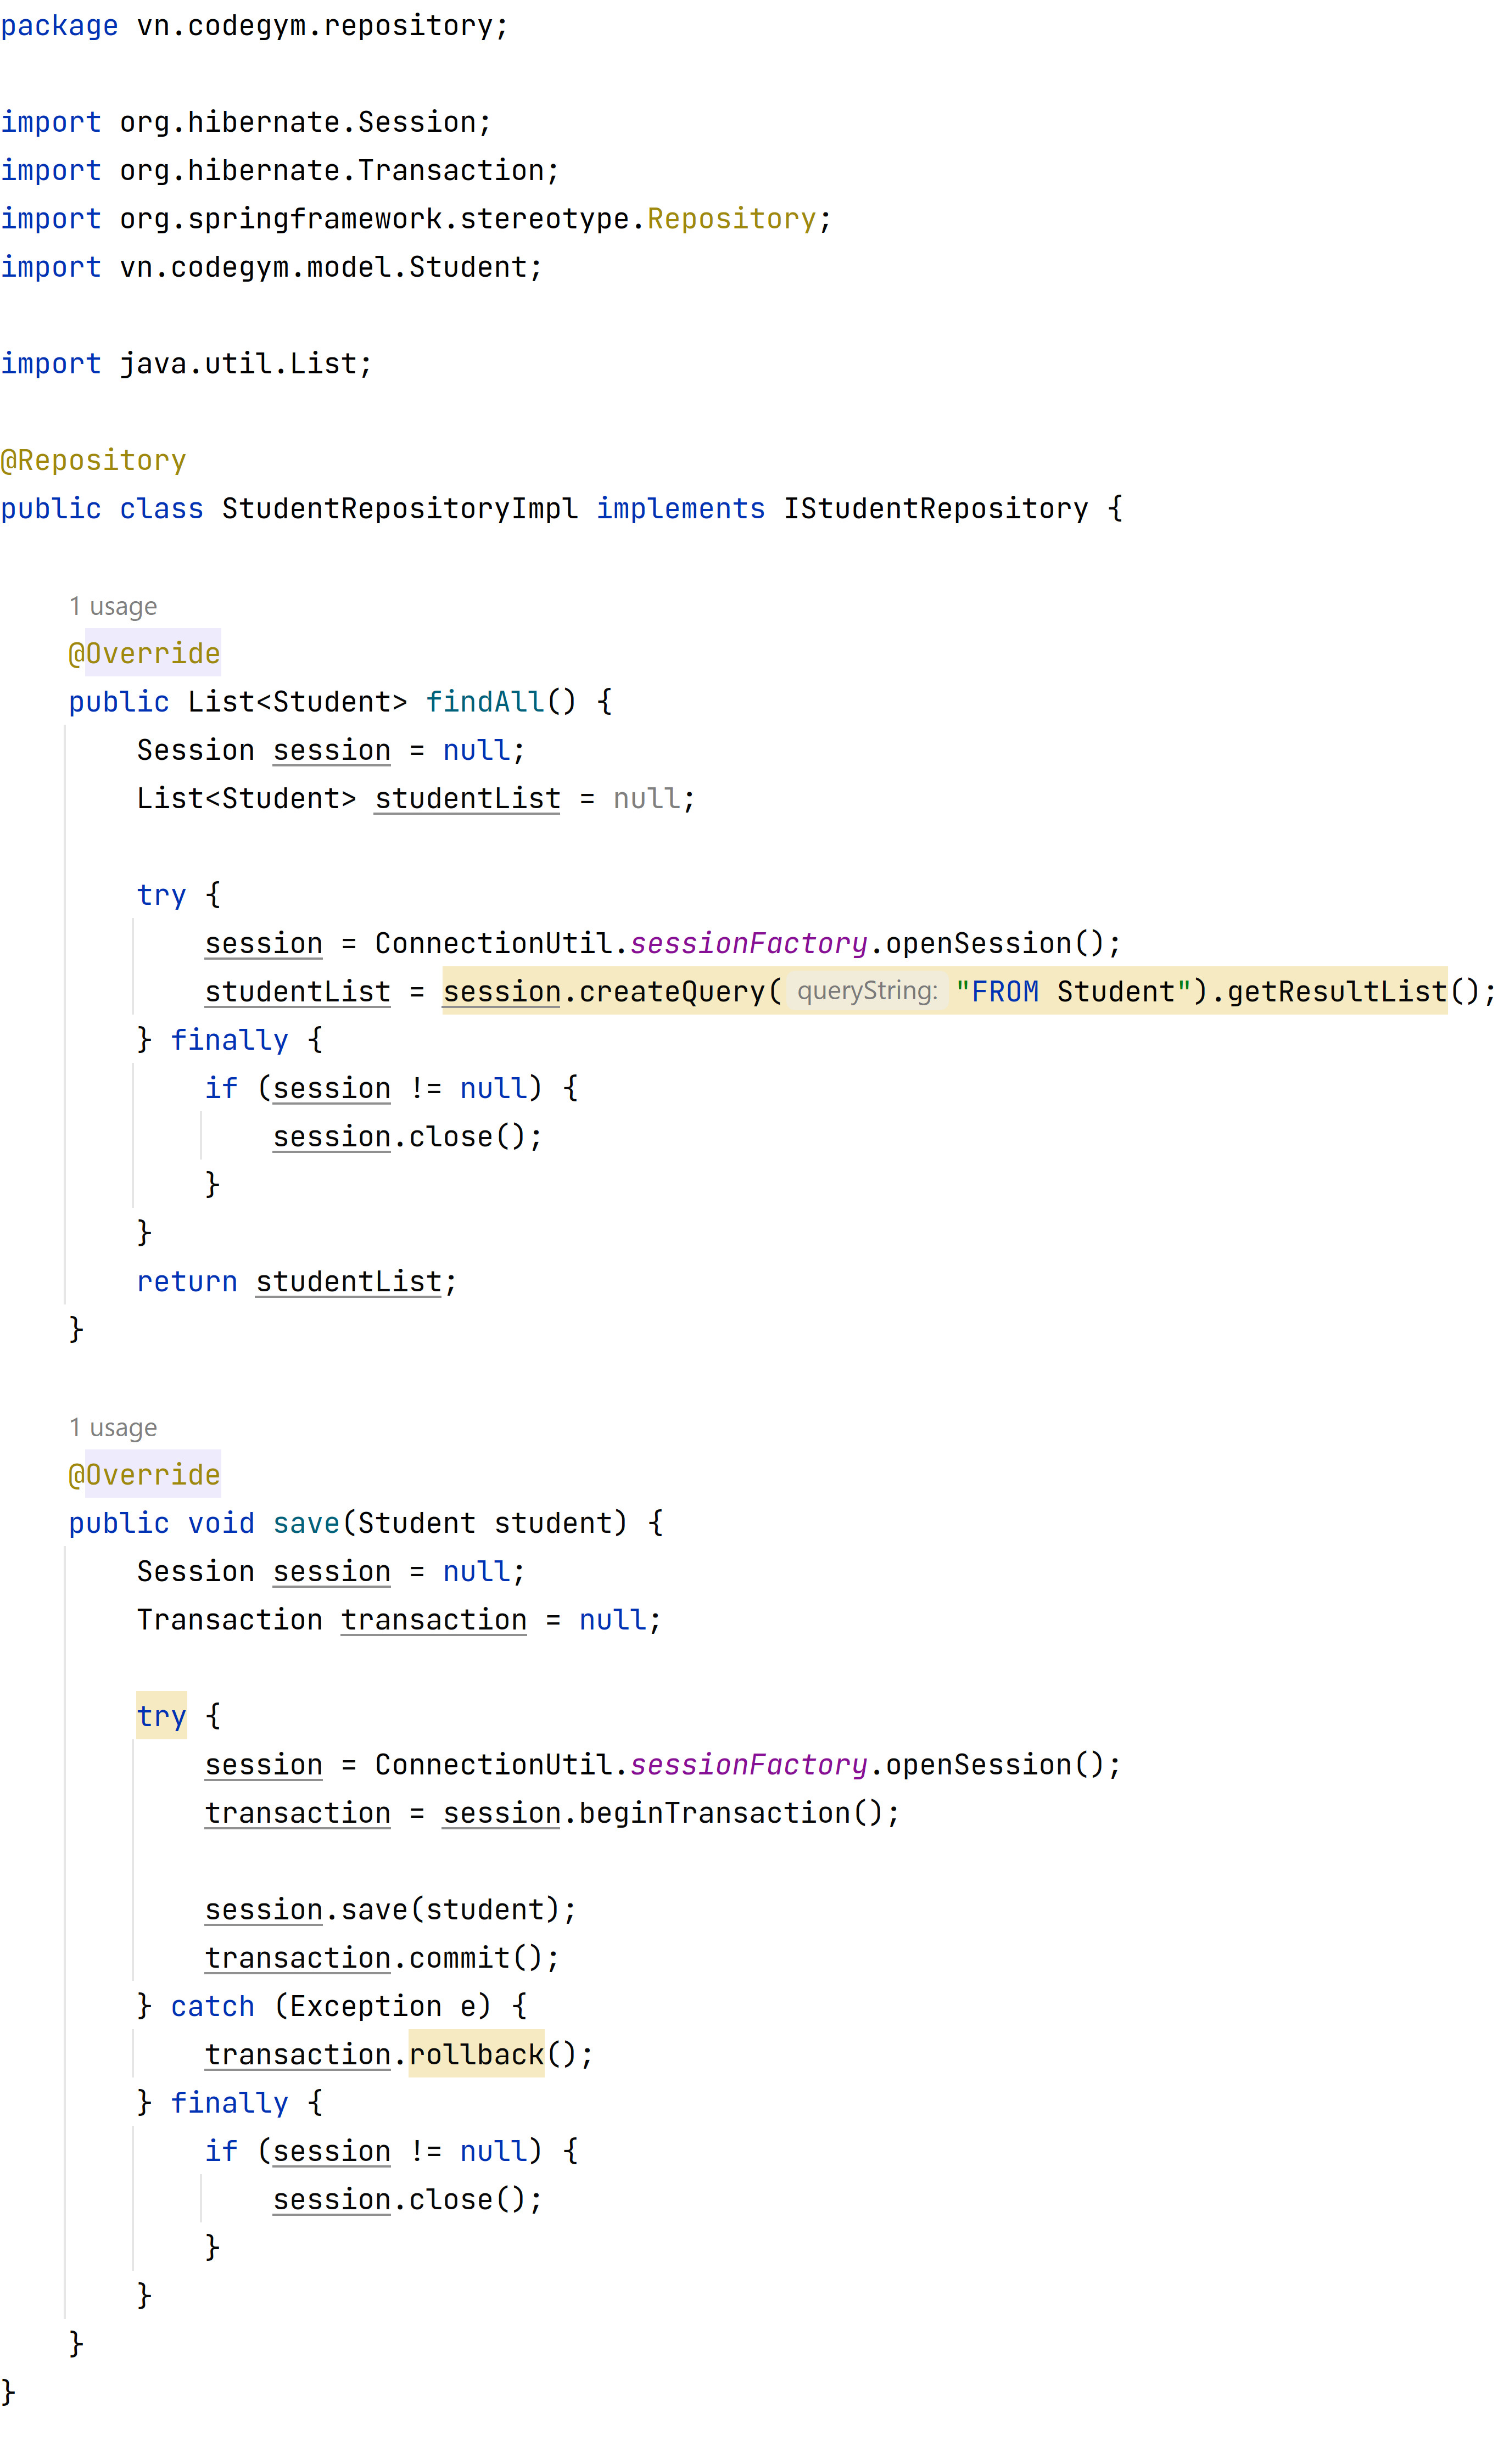 package vn.codegym.repository;
import org.hibernate.Session;
import org.hibernate.Transaction;
import org.springframework.stereotype.Repository;
import vn.codegym.model.Student;
import java.util.List;
@Repository
public class StudentRepositoryImpl implements IStudentRepository {
1 usage
@Override
public List<Student> findAll() {
Session session = null;
List<Student> studentList = null;
try {
session = ConnectionUtil.sessionFactory.openSession();
studentList = session.createQuery( queryString: "FROM Student").getResultList();
} finally {
if (session != null) {
session.close();
}
}
return studentList;
}
1 usage
@Override
public void save(Student student) {
Session session = null;
Transaction transaction = null;
try {
session = ConnectionUtil.sessionFactory.openSession();
transaction = session.beginTransaction();
session.save(student);
transaction.commit();
} catch (Exception e) {
transaction.rollback();
} finally {
if (session != null) {
session.close();
}
}
}
}